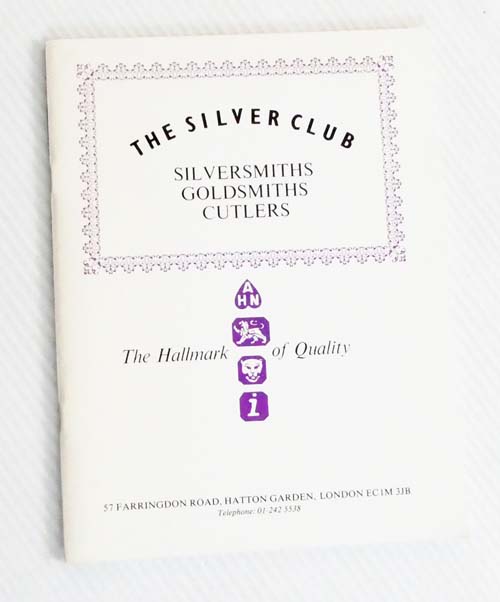 THE SILVER CLUB
SILVERSMITHS
GOLDSMITHS
CUTLERS
A
HN
The Hallmark of Quality
i
57 FARRINGDON ROAD, HATTON GARDEN, LONDON EC1M 3JB
Telephone: 01-242 5538